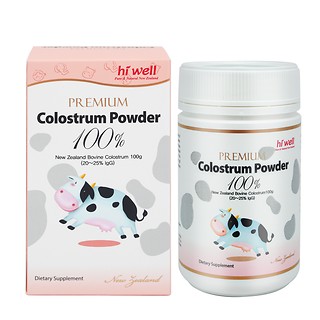 hi well
Pure & Natural New Zealand
PREMIUM
Colostrum Powder
100%
New Zealand Bovine Colostrum 100g
(20~25% IgG)
Dietary Supplement
New Zealand
hi well
PREMIUM
Colostrum Powder
100%
New Zealand Bovine Colostrum 100g
(20~25% IgG)
Dietary Supplement
New Zealand